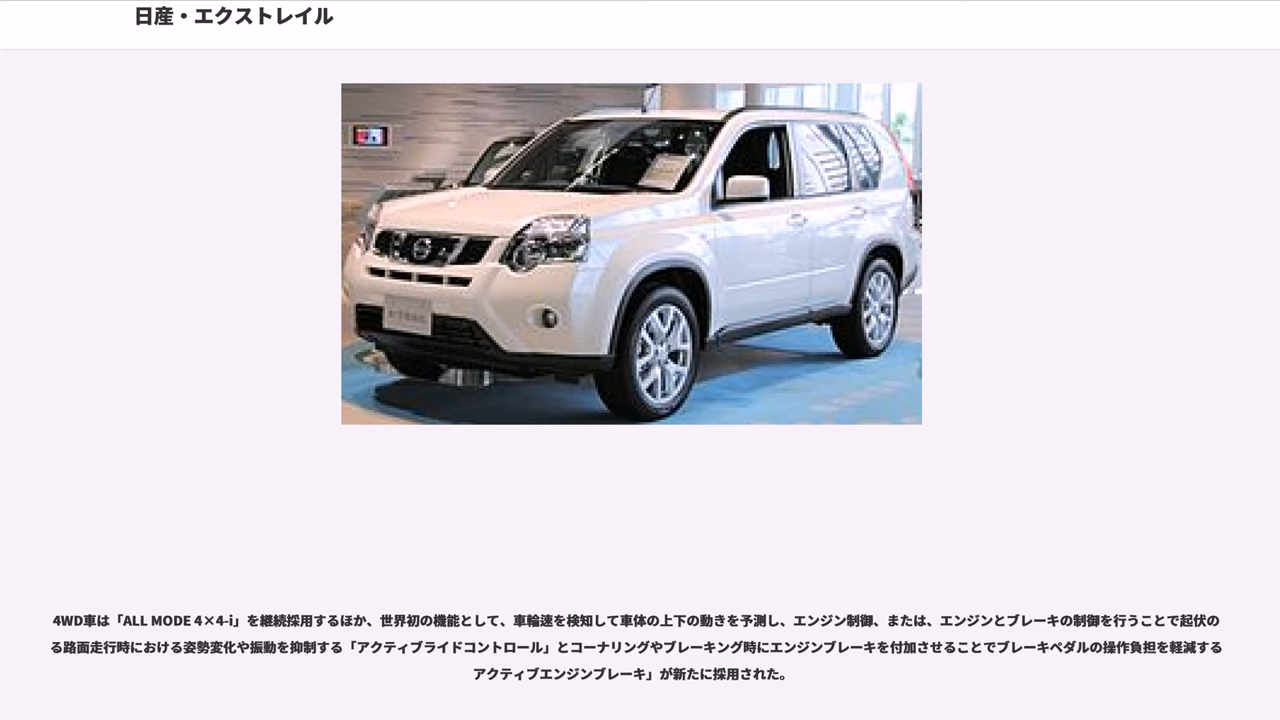 日産・エクストレイル
4WD車は「ALL MODE 4×4-i」を継続採用するほか、世界初の機能として、車輪速を検知して車体の上下の動きを予測し、エンジン制御、または、エンジンとブレーキの制御を行うことで起伏の
る路面走行時における姿勢変化や振動を抑制する「アクティブライドコントロール」とコーナリングやブレーキング時にエンジンブレーキを付加させることでブレーキペダルの操作負担を軽減する
アクティブエンジンブレーキ」が新たに採用された。